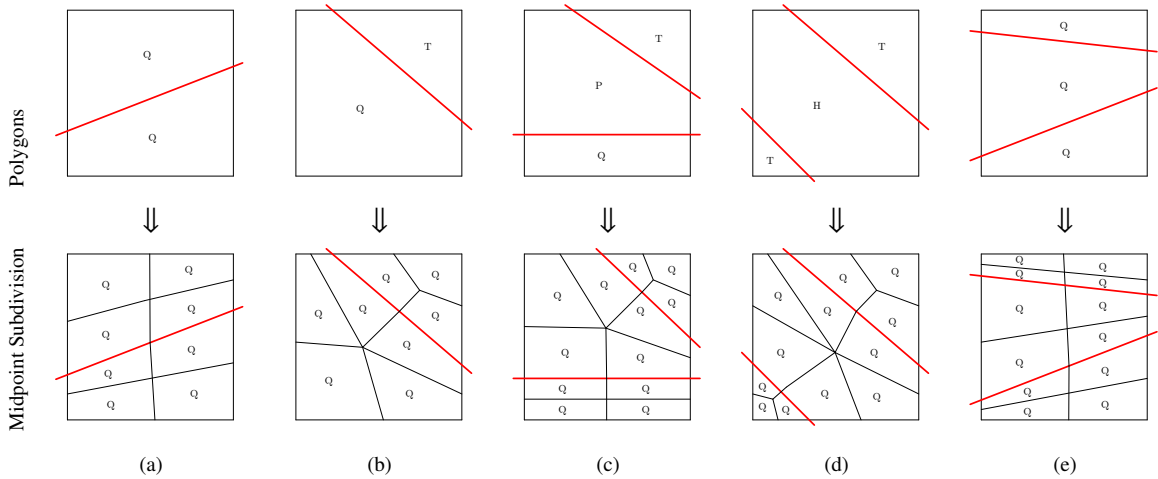 Polygons
Q
Q
T
Q
T
P
Q
T
H
T
Q
Q
Q
⇓ ⇓ ⇓ ⇓ ⇓
Midpoint Subdivision
Q Q
Q Q
Q Q
Q Q
Q Q
Q Q
Q Q
Q Q
Q Q Q Q
Q Q
Q Q
Q Q
Q Q
Q Q Q Q
Q Q
Q Q
Q Q Q
Q Q
Q Q
Q Q
Q Q
Q Q
Q Q
Q Q
(a) (b) (c) (d) (e)